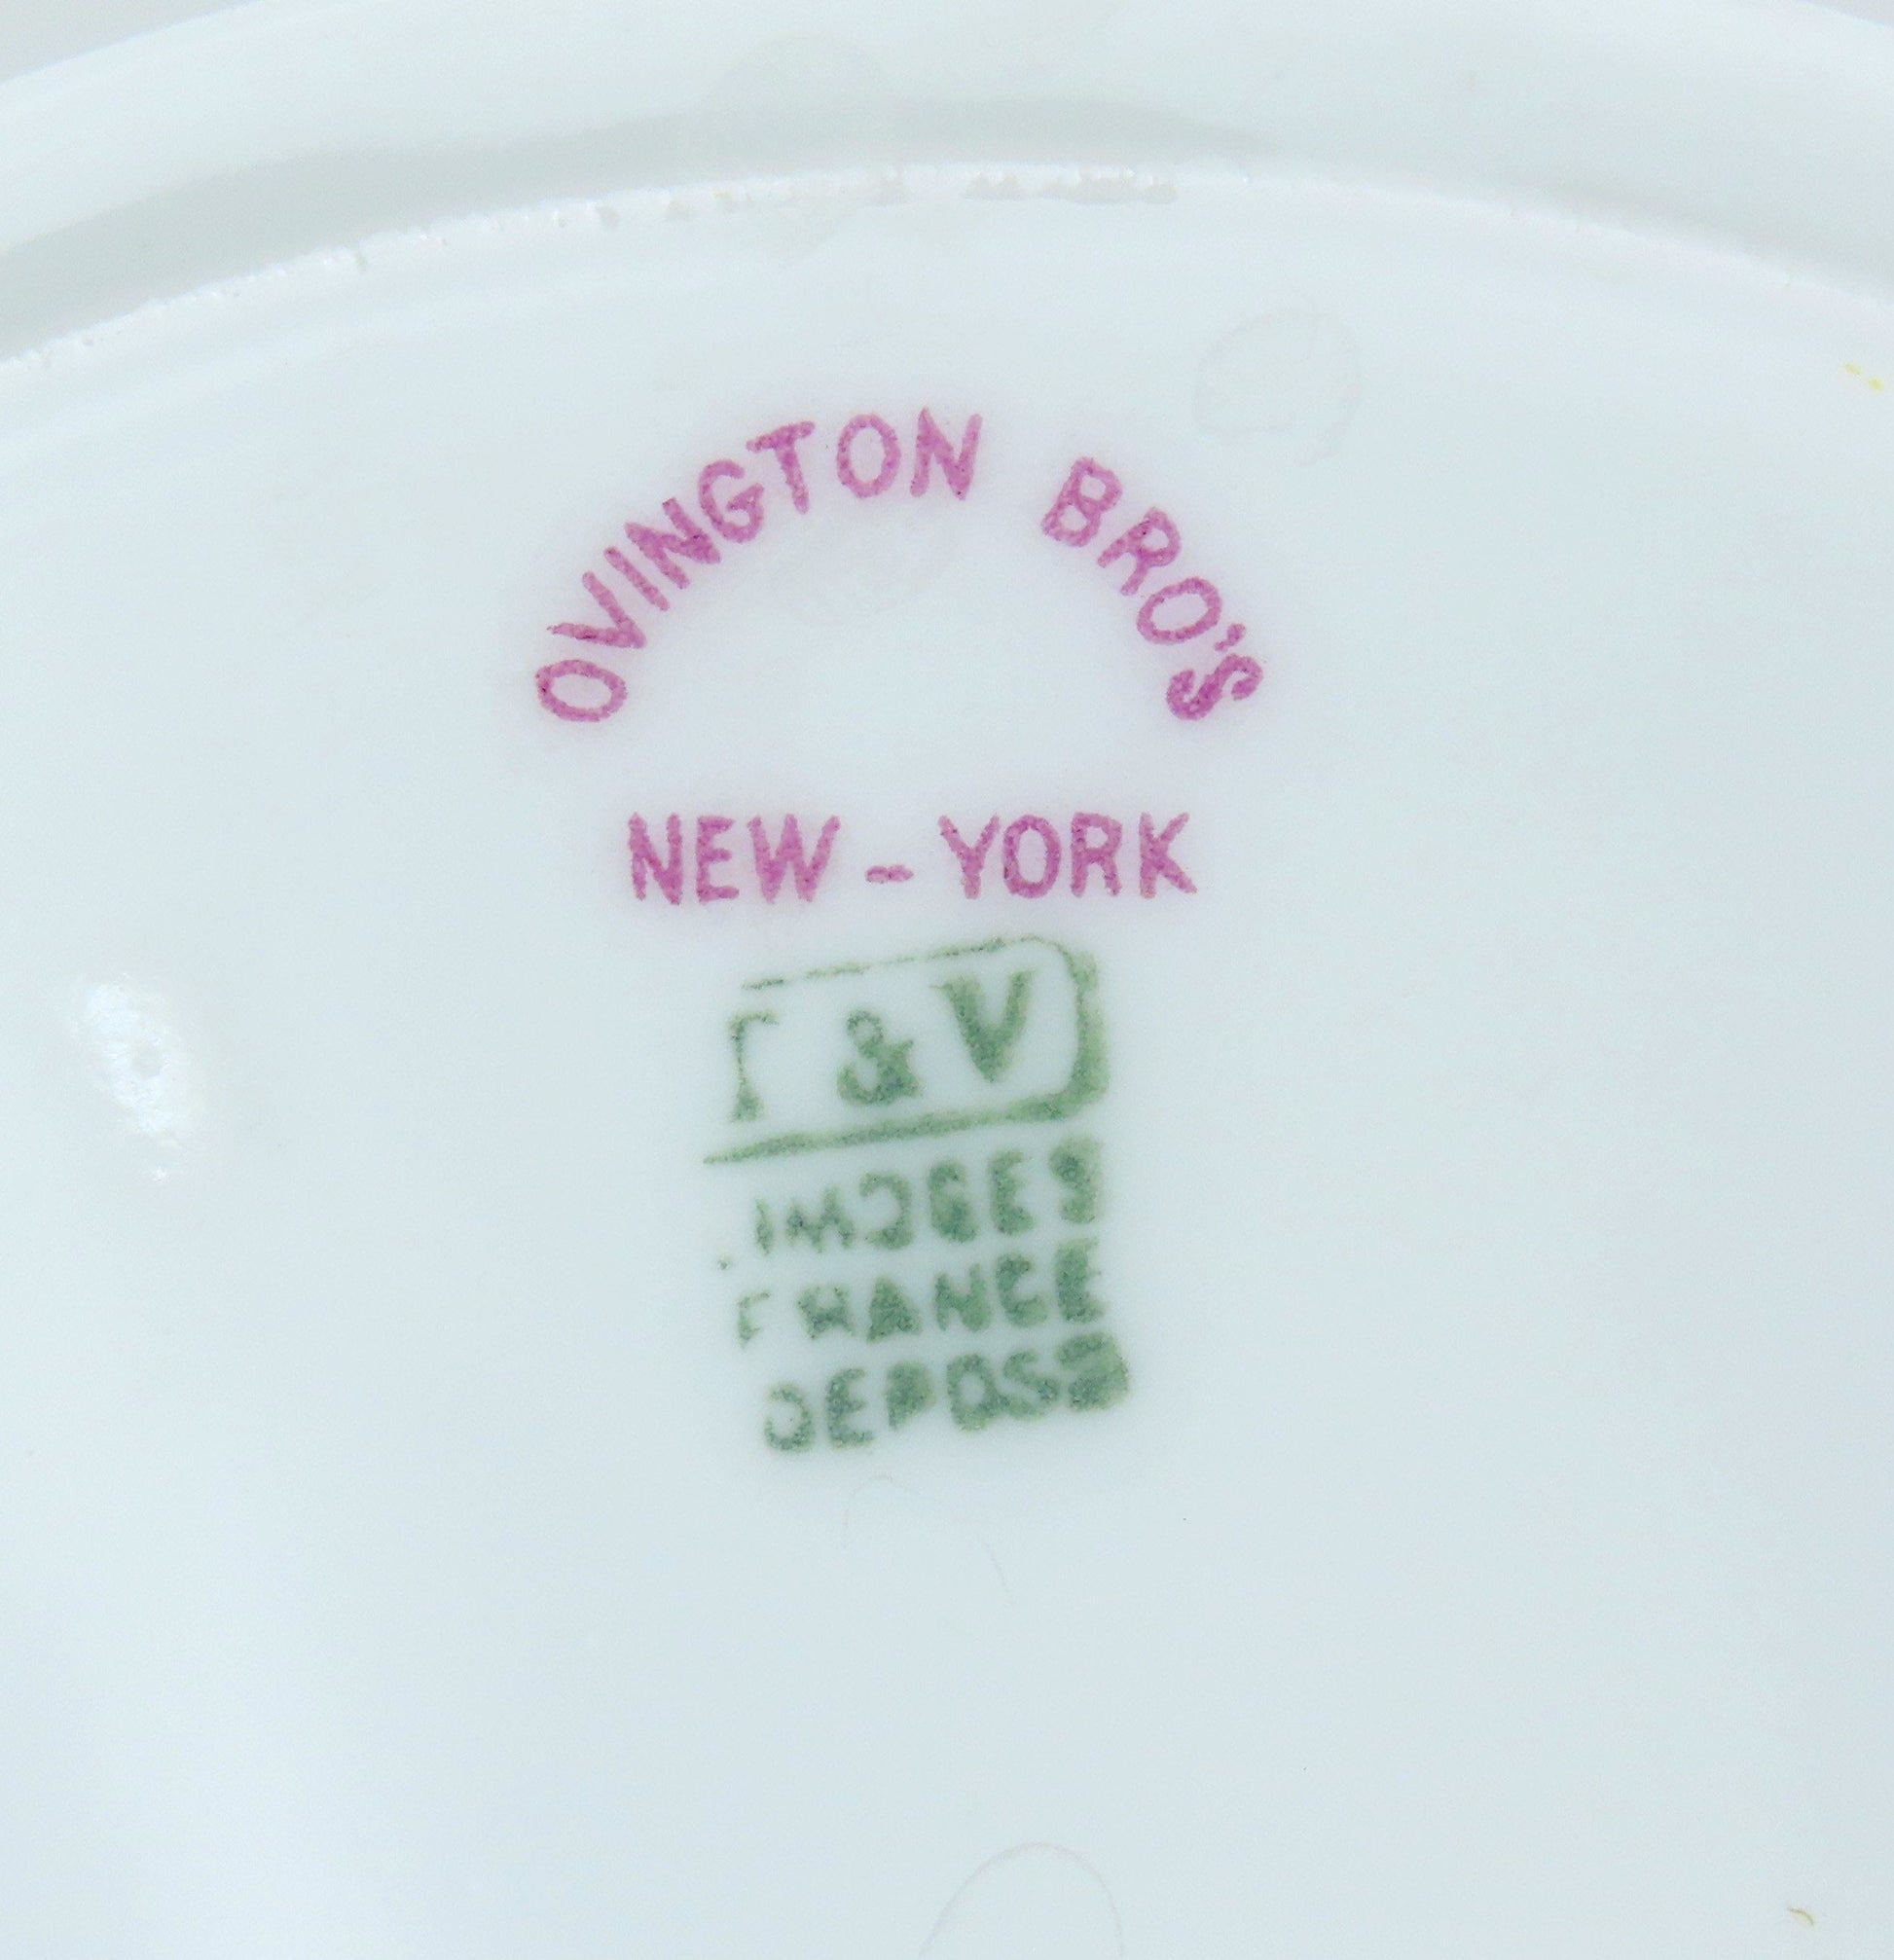 OVINGTON BRO'S
NEW-YORK
T & V
LIMOGES
FRANCE
DEPOSE